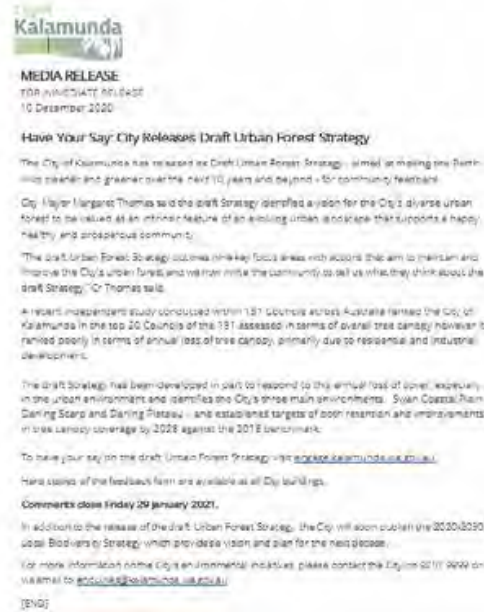 Kalamunda
MEDIA RELEASE
FOR IMMEDIATE RELEASE
10 December 2020
Have Your Say: City Releases Draft Urban Forest Strategy
The City of Kalamunda has released its Draft Urban Forest Strategy - aimed at making the Perth
Hills cleaner and greener over the next 10 years and beyond - for community feedback.
City Mayor Margaret Thomas said the draft Strategy identified a vision for the City's diverse urban
forest to be valued as an intrinsic feature of an evolving urban landscape that supports a happy,
healthy and prosperous community.
"The draft Urban Forest Strategy outlines nine key focus areas with actions that aim to maintain and
improve the City's urban forest and we now invite the community to tell us what they think about the
draft Strategy," Cr Thomas said.
A recent independent study conducted within 131 Councils across Australia ranked the City of
Kalamunda in the top 20 Councils of the 131 assessed in terms of overall tree canopy however it
ranked poorly in terms of annual loss of tree canopy, primarily due to residential and industrial
development.
The draft Strategy has been developed in part to respond to this annual loss of cover, especially
in the urban environment and identifies the City's three main environments: Swan Coastal Plain
Darling Scarp and Darling Plateau - and established targets of both retention and improvements
in tree canopy coverage by 2028 against the 2018 benchmark.
To have your say on the draft Urban Forest Strategy visit engage.kalamunda.wa.gov.au
Hard copies of the feedback form are available at all City buildings.
Comments close Friday 29 January 2021.
In addition to the release of the draft Urban Forest Strategy, the City will soon publish the 2020-2030
Local Biodiversity Strategy which provides a vision and plan for the next decade.
For more information on the City's environmental initiatives, please contact the City on 9257 9999 or
via email to enquiries@kalamunda.wa.gov.au
[END]